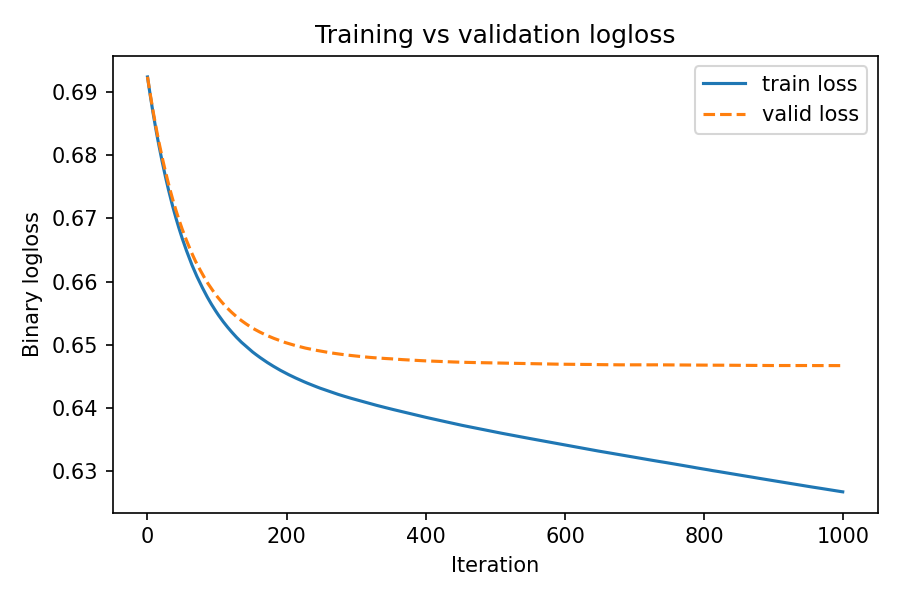 Training vs validation logloss
train loss
valid loss
Binary logloss
0.69
0.68
0.67
0.66
0.65
0.64
0.63
0 200 400 600 800 1000
Iteration